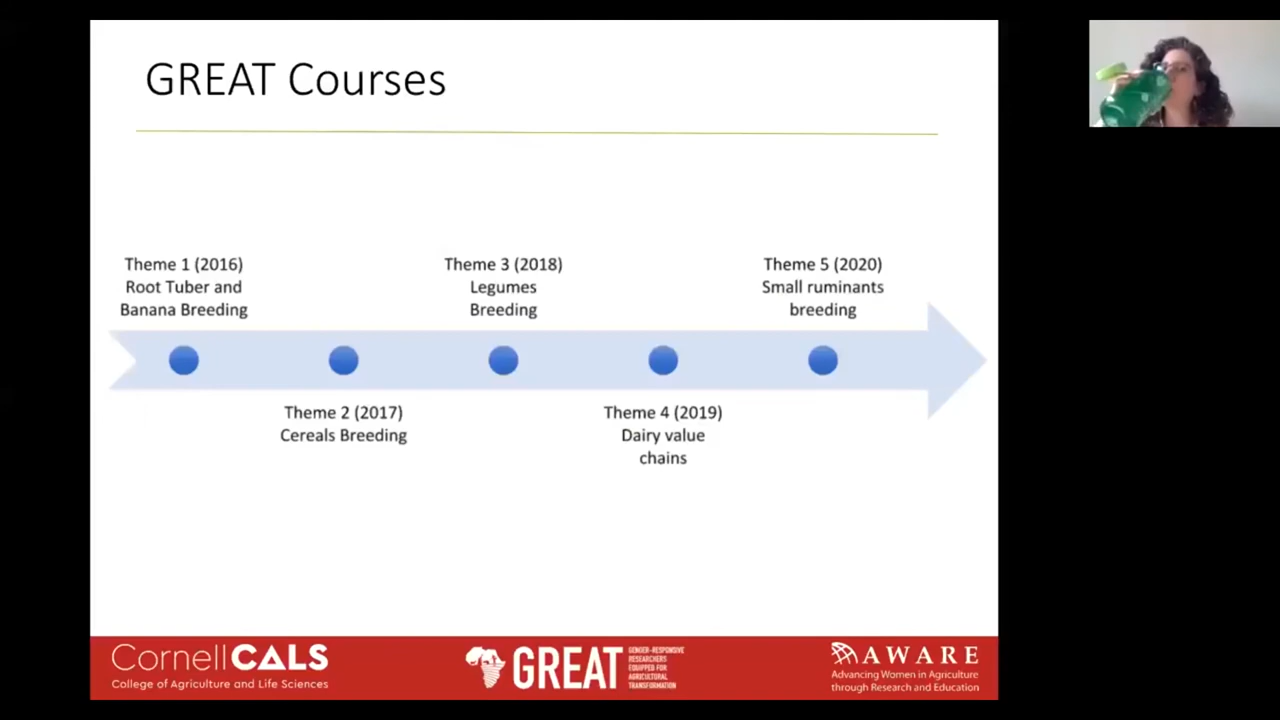 GREAT Courses
Theme 1 (2016)
Root Tuber and
Banana Breeding
Theme 2 (2017)
Cereals Breeding
Theme 3 (2018)
Legumes
Breeding
Theme 4 (2019)
Dairy value
chains
Theme 5 (2020)
Small ruminants
breeding
CornellCALS
College of Agriculture and Life Sciences
GREAT
GENDER-RESPONSIVE
RESEARCHERS
EQUIPPED FOR
AGRICULTURAL
TRANSFORMATION
AWARE
Advancing Women in Agriculture
through Research and Education